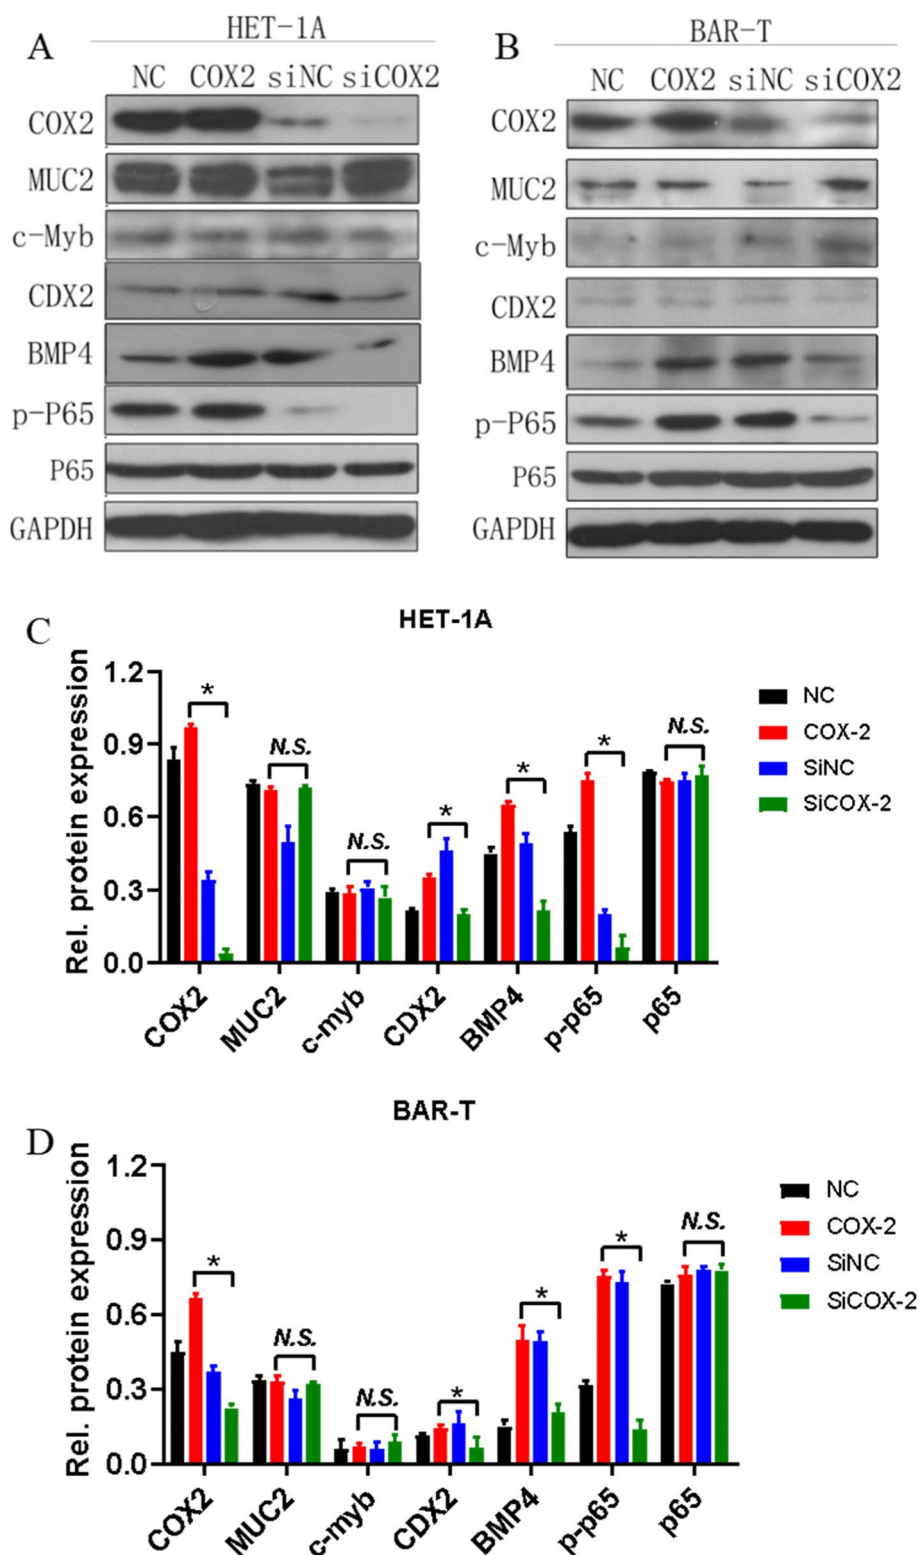 A
HET-1A
NC COX2 siNC siCOX2
COX2
MUC2
c-Myb
CDX2
BMP4
p-P65
P65
GAPDH
B
BAR-T
NC COX2 siNC siCOX2
COX2
MUC2
c-Myb
CDX2
BMP4
p-P65
P65
GAPDH
C
HET-1A
Rel. protein expression
1.2
0.9
0.6
0.3
0.0
*
N.S.
N.S.
*
*
*
N.S.
COX2
MUC2
c-myb
CDX2
BMP4
p-p65
p65
NC
COX-2
SiNC
SiCOX-2
D
BAR-T
Rel. protein expression
1.2
0.9
0.6
0.3
0.0
*
N.S.
N.S.
*
*
*
N.S.
COX2
MUC2
c-myb
CDX2
BMP4
p-p65
p65
NC
COX-2
SiNC
SiCOX-2